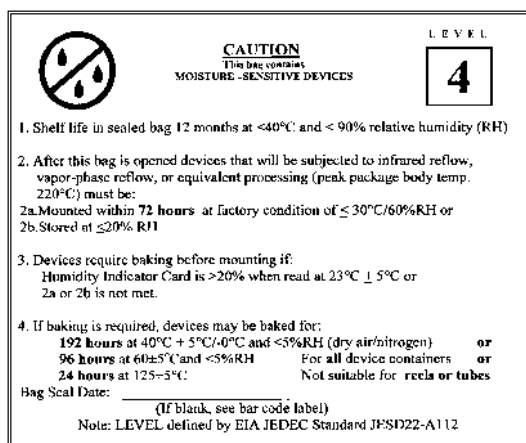 LEVEL
CAUTION
This bag contains
MOISTURE -SENSITIVE DEVICES
4
1. Shelf life in sealed bag 12 months at <40°C and < 90% relative humidity (RH)
2. After this bag is opened devices that will be subjected to infrared reflow,
vapor-phase reflow, or equivalent processing (peak package body temp.
220°C) must be:
2a.Mounted within 72 hours at factory condition of ≤ 30°C/60%RH or
2b.Stored at ≤20% RH
3. Devices require baking before mounting if:
Humidity Indicator Card is >20% when read at 23°C ± 5°C or
2a or 2b is not met.
4. If baking is required, devices may be baked for:
192 hours at 40°C + 5°C/-0°C and <5%RH (dry air/nitrogen) or
96 hours at 60±5°C and <5%RH For all device containers or
24 hours at 125±5°C Not suitable for reels or tubes
Bag Seal Date:
(If blank, see bar code label)
Note: LEVEL defined by EIA JEDEC Standard JESD22-A112